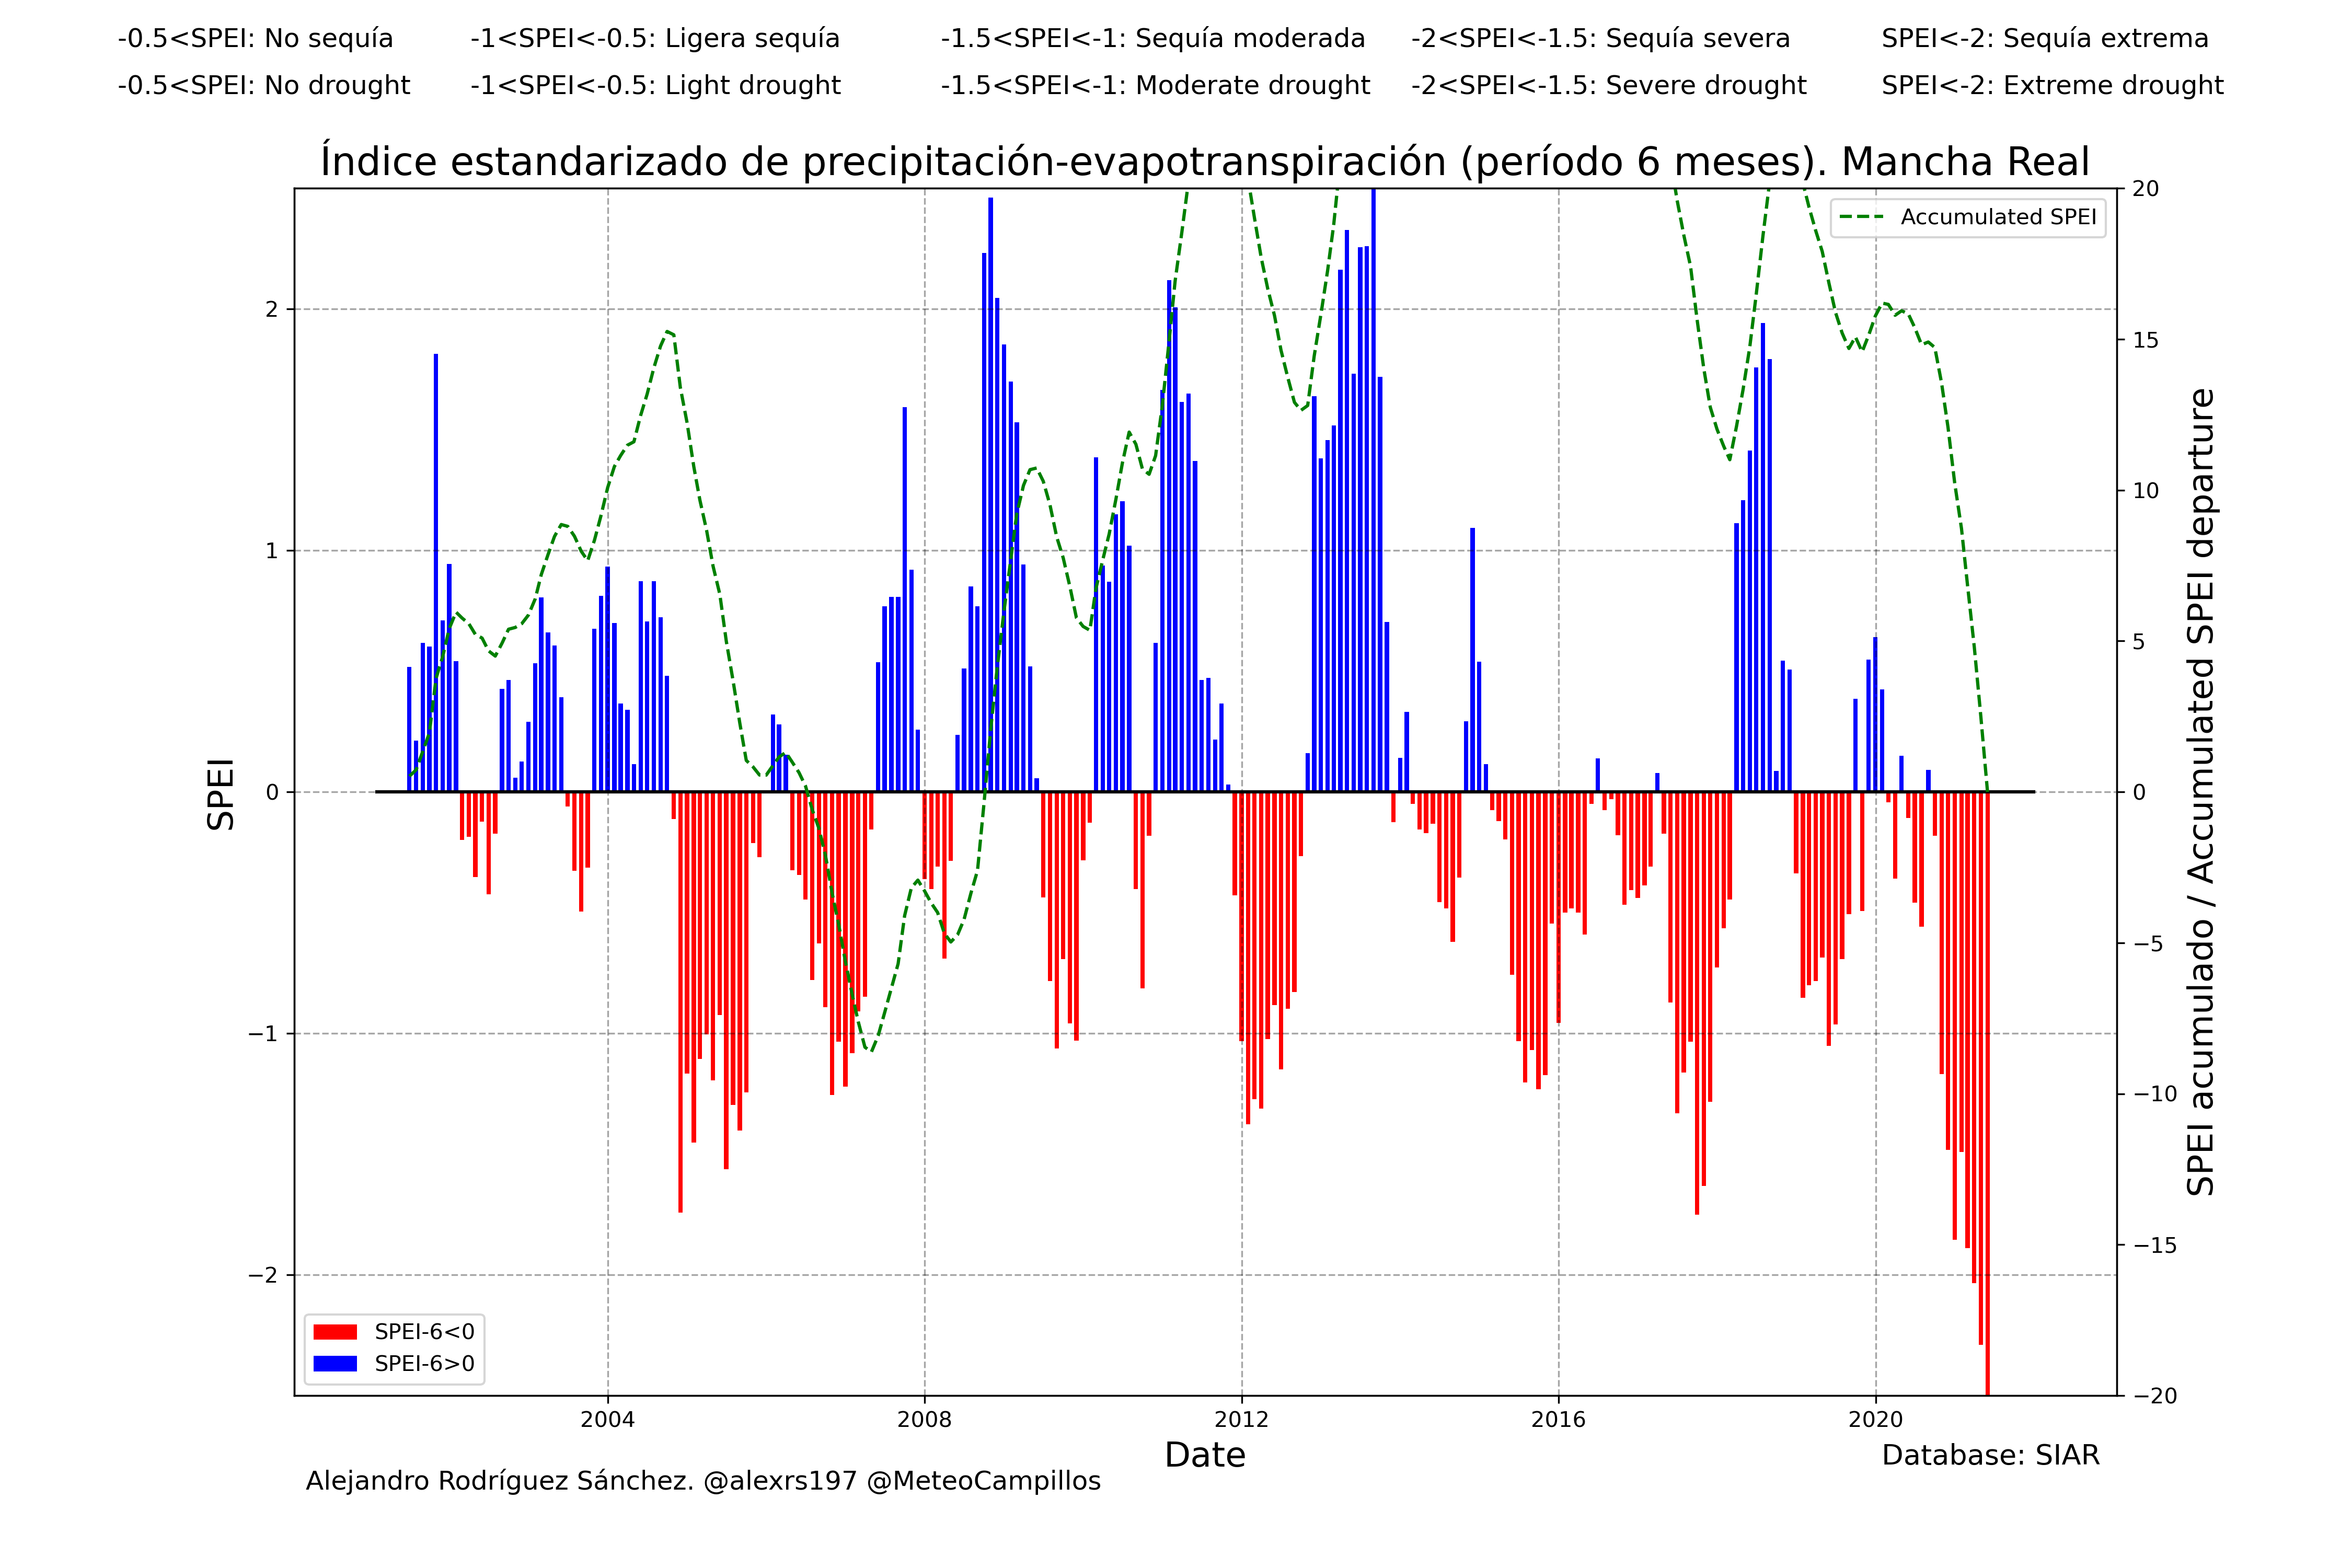 -0.5<SPEI: No sequía -1<SPEI<-0.5: Ligera sequía -1.5<SPEI<-1: Sequía moderada -2<SPEI<-1.5: Sequía severa SPEI<-2: Sequía extrema
-0.5<SPEI: No drought -1<SPEI<-0.5: Light drought -1.5<SPEI<-1: Moderate drought -2<SPEI<-1.5: Severe drought SPEI<-2: Extreme drought
Índice estandarizado de precipitación-evapotranspiración (período 6 meses). Mancha Real
Accumulated SPEI
SPEI
2
1
0
−1
−2
20
15
10
5
0
−5
−10
−15
−20
SPEI acumulado / Accumulated SPEI departure
SPEI-6<0
SPEI-6>0
2004 2008 2012 2016 2020
Date
Database: SIAR
Alejandro Rodríguez Sánchez. @alexrs197 @MeteoCampillos